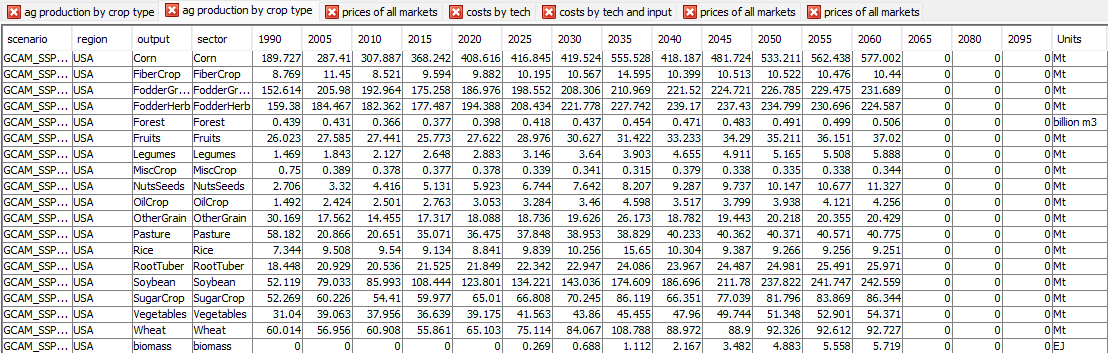 ag production by crop type ag production by crop type prices of all markets costs by tech costs by tech and input prices of all markets prices of all markets
scenario region output sector 1990 2005 2010 2015 2020 2025 2030 2035 2040 2045 2050 2055 2060 2065 2080 2095 Units
GCAM_SSP... USA Corn Corn 189.727 287.41 307.887 368.242 408.616 416.845 419.524 555.528 418.187 481.724 533.211 562.438 577.002 0 0 0 Mt
GCAM_SSP... USA FiberCrop FiberCrop 8.769 11.45 8.521 9.594 9.882 10.195 10.567 14.595 10.399 10.513 10.522 10.476 10.44 0 0 0 Mt
GCAM_SSP... USA FodderGr... FodderGr... 152.614 205.98 192.964 175.258 186.976 198.552 208.306 210.969 221.52 224.721 226.785 229.475 231.689 0 0 0 Mt
GCAM_SSP... USA FodderHerb FodderHerb 159.38 184.467 182.362 177.487 194.388 208.434 221.778 227.742 239.17 237.43 234.799 230.696 224.587 0 0 0 Mt
GCAM_SSP... USA Forest Forest 0.439 0.431 0.366 0.377 0.398 0.418 0.437 0.454 0.471 0.483 0.491 0.499 0.506 0 0 0 billion m3
GCAM_SSP... USA Fruits Fruits 26.023 27.585 27.441 25.773 27.622 28.976 30.627 31.422 33.233 34.29 35.211 36.151 37.02 0 0 0 Mt
GCAM_SSP... USA Legumes Legumes 1.469 1.843 2.127 2.648 2.883 3.146 3.64 3.903 4.655 4.911 5.165 5.508 5.888 0 0 0 Mt
GCAM_SSP... USA MiscCrop MiscCrop 0.75 0.389 0.378 0.377 0.378 0.339 0.341 0.315 0.379 0.338 0.335 0.338 0.344 0 0 0 Mt
GCAM_SSP... USA NutsSeeds NutsSeeds 2.706 3.32 4.416 5.131 5.923 6.744 7.642 8.207 9.287 9.737 10.147 10.677 11.327 0 0 0 Mt
GCAM_SSP... USA OilCrop OilCrop 1.492 2.424 2.501 2.763 3.053 3.284 3.46 4.598 3.517 3.799 3.938 4.121 4.256 0 0 0 Mt
GCAM_SSP... USA OtherGrain OtherGrain 30.169 17.562 14.455 17.317 18.088 18.736 19.626 26.173 18.782 19.443 20.218 20.355 20.429 0 0 0 Mt
GCAM_SSP... USA Pasture Pasture 58.182 20.866 20.651 35.071 36.475 37.848 38.953 38.829 40.233 40.362 40.371 40.571 40.775 0 0 0 Mt
GCAM_SSP... USA Rice Rice 7.344 9.508 9.54 9.134 8.841 9.839 10.256 15.65 10.304 9.387 9.266 9.256 9.251 0 0 0 Mt
GCAM_SSP... USA RootTuber RootTuber 18.448 20.929 20.536 21.525 21.849 22.342 22.947 24.086 23.967 24.487 24.981 25.491 25.971 0 0 0 Mt
GCAM_SSP... USA Soybean Soybean 52.119 79.033 85.993 108.444 123.801 134.221 143.036 174.609 186.696 211.78 237.822 241.747 242.559 0 0 0 Mt
GCAM_SSP... USA SugarCrop SugarCrop 52.269 60.226 54.41 59.977 65.01 66.808 70.245 86.119 66.351 77.039 81.796 83.869 86.344 0 0 0 Mt
GCAM_SSP... USA Vegetables Vegetables 31.04 39.063 37.956 36.639 39.175 41.563 43.86 45.455 47.96 49.744 51.348 52.901 54.371 0 0 0 Mt
GCAM_SSP... USA Wheat Wheat 60.014 56.956 60.908 55.861 65.103 75.114 84.067 108.788 88.972 88.9 92.326 92.612 92.727 0 0 0 Mt
GCAM_SSP... USA biomass biomass 0 0 0 0 0 0.269 0.688 1.112 2.167 3.482 4.883 5.558 5.719 0 0 0 EJ